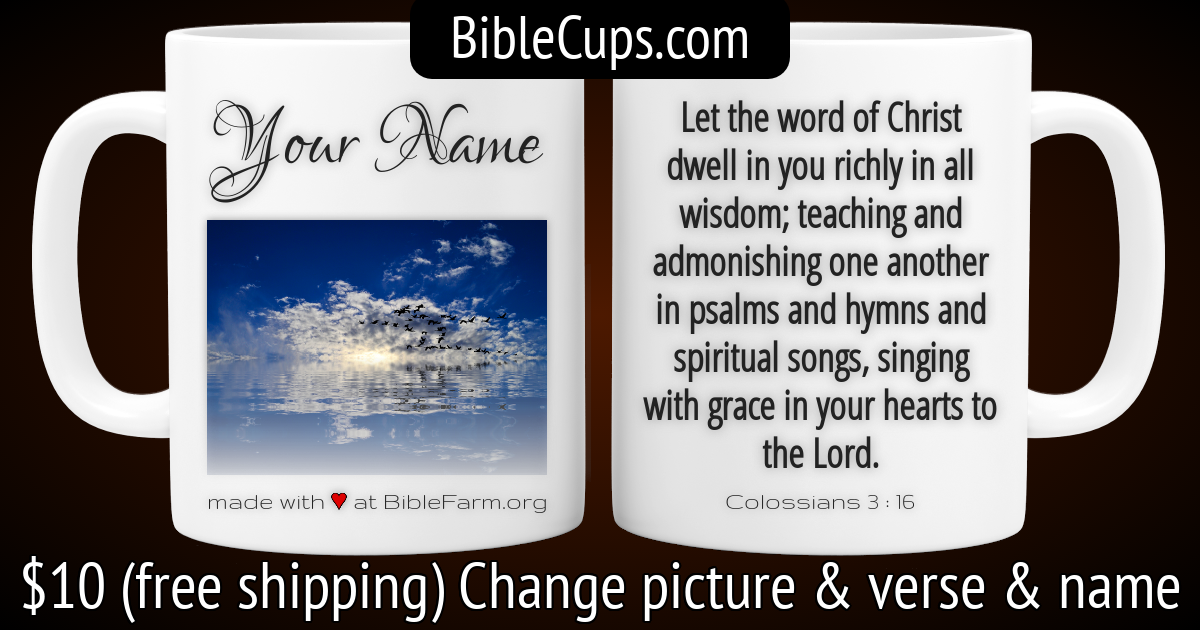 BibleCups.com
Your Name
made with ♥ at BibleFarm.org
Let the word of Christ
dwell in you richly in all
wisdom; teaching and
admonishing one another
in psalms and hymns and
spiritual songs, singing
with grace in your hearts to
the Lord.
Colossians 3 : 16
$10 (free shipping) Change picture & verse & name